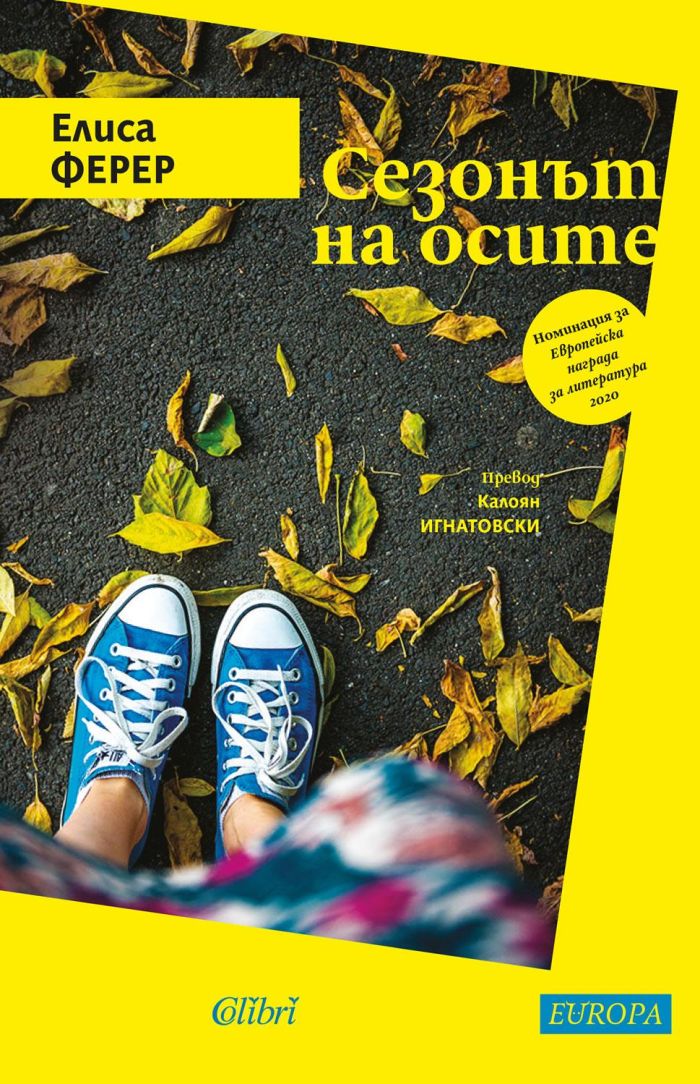 Елиса
ФЕРЕР
Сезонът
на осите
Номинация за
Европейска
награда
за литература
2020
Превод
Калоян
ИГНАТОВСКИ
Colibri
EUROPA